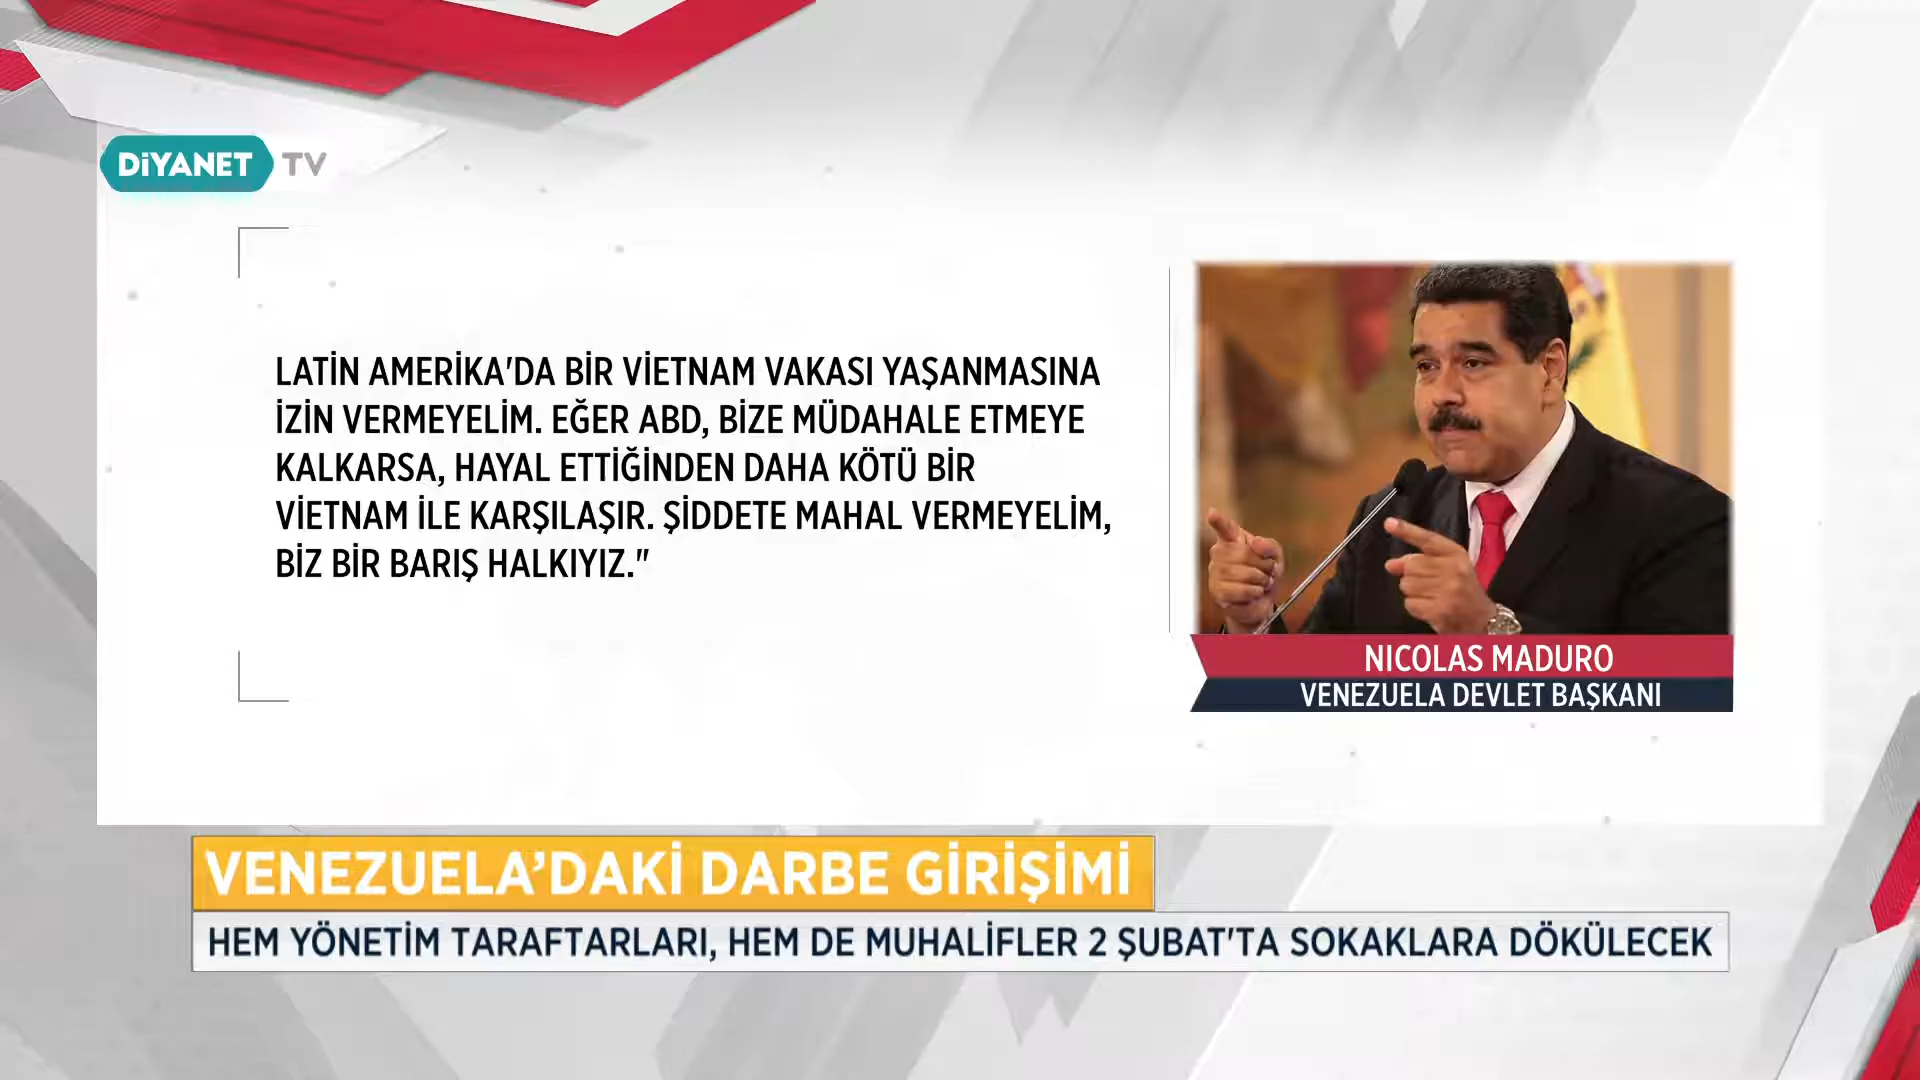 DİYANET TV
LATİN AMERİKA'DA BİR VİETNAM VAKASI YAŞANMASINA
İZİN VERMEYELİM. EĞER ABD, BİZE MÜDAHALE ETMEYE
KALKARSA, HAYAL ETTİĞİNDEN DAHA KÖTÜ BİR
VİETNAM İLE KARŞILAŞIR. ŞİDDETE MAHAL VERMEYELİM,
BİZ BİR BARIŞ HALKIYIZ."
NICOLAS MADURO
VENEZUELA DEVLET BAŞKANI
VENEZUELA’DAKİ DARBE GİRİŞİMİ
HEM YÖNETİM TARAFTARLARI, HEM DE MUHALİFLER 2 ŞUBAT'TA SOKAKLARA DÖKÜLECEK